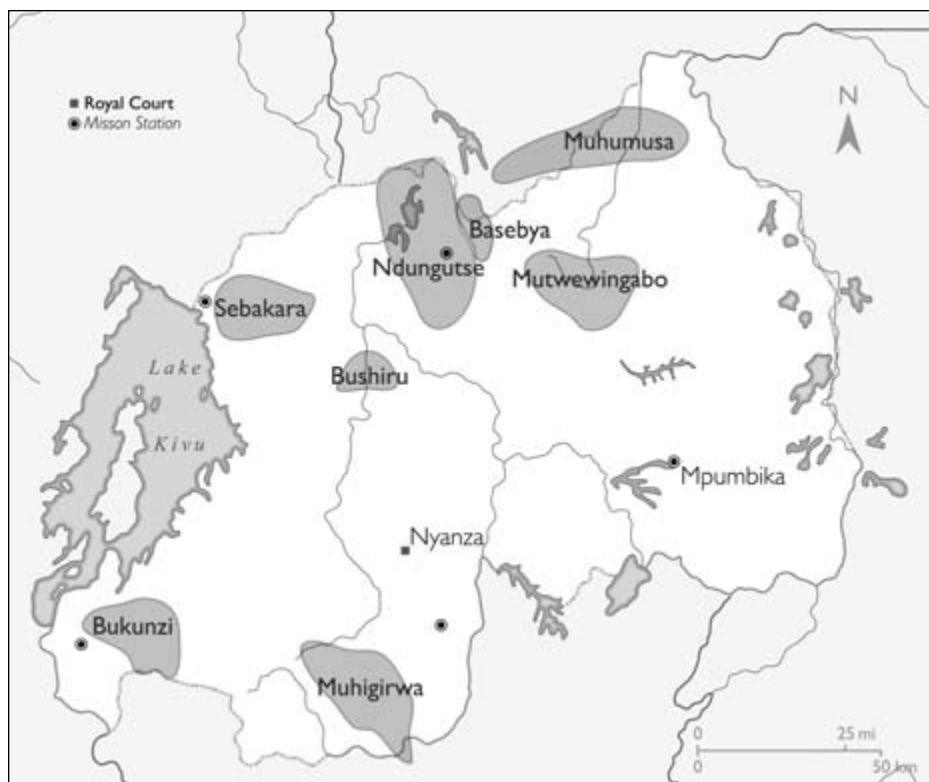 Royal Court
Misson Station
N
Muhumusa
Basebya
Ndungutse
Mutwewingabo
Sebakara
Bushiru
Lake
Kivu
Mpumbika
Nyanza
Bukunzi
Muhigirwa
0 25 mi
0 50 km